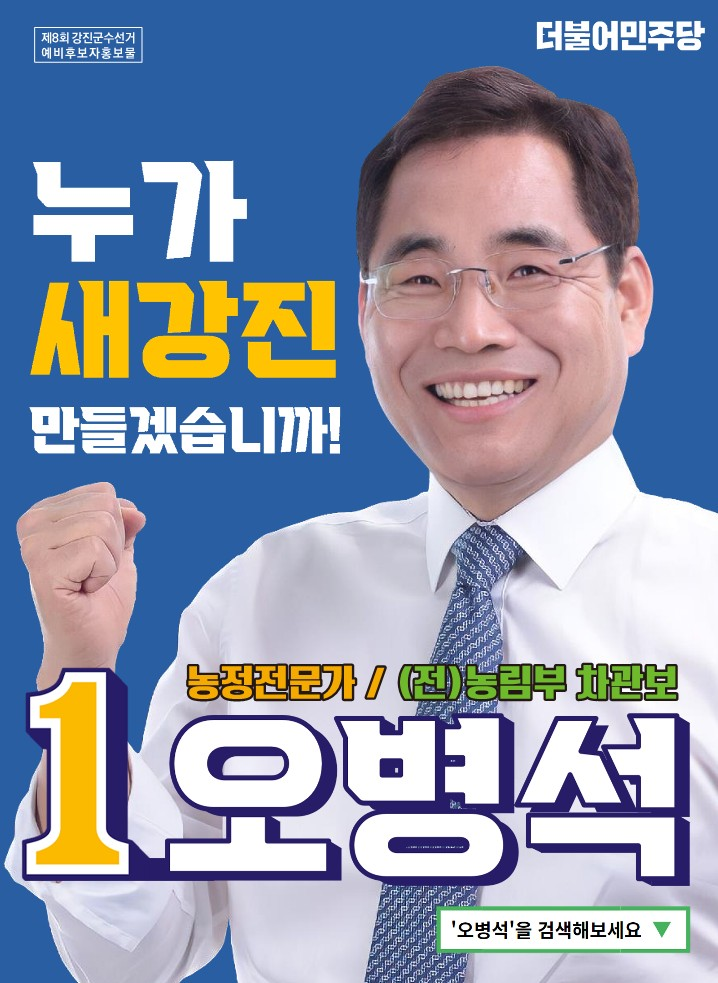 제8회 강진군수선거
예비후보자홍보물
더불어민주당
누가
새강진
만들겠습니까!
농정전문가 / (전)농림부 차관보
1 오병석
'오병석'을 검색해보세요 ▼